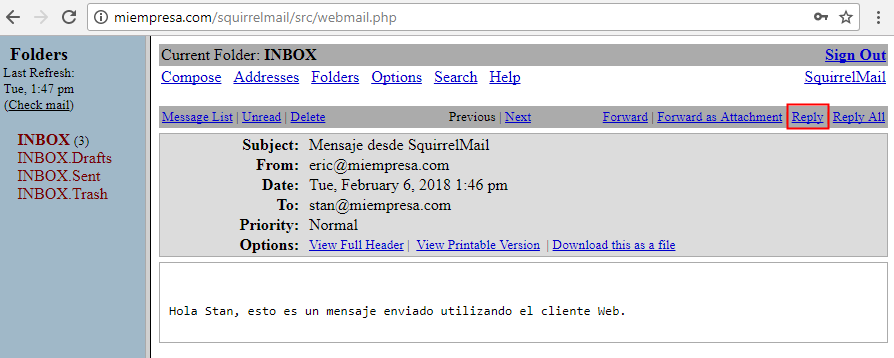 miempresa.com/squirrelmail/src/webmail.php
Folders
Last Refresh:
Tue, 1:47 pm
(Check mail)
INBOX (3)
INBOX.Drafts
INBOX.Sent
INBOX.Trash
Current Folder: INBOX Sign Out
Compose Addresses Folders Options Search Help SquirrelMail
Message List | Unread | Delete Previous | Next Forward | Forward as Attachment Reply Reply All
Subject: Mensaje desde SquirrelMail
From: eric@miempresa.com
Date: Tue, February 6, 2018 1:46 pm
To: stan@miempresa.com
Priority: Normal
Options: View Full Header | View Printable Version | Download this as a file
Hola Stan, esto es un mensaje enviado utilizando el cliente Web.